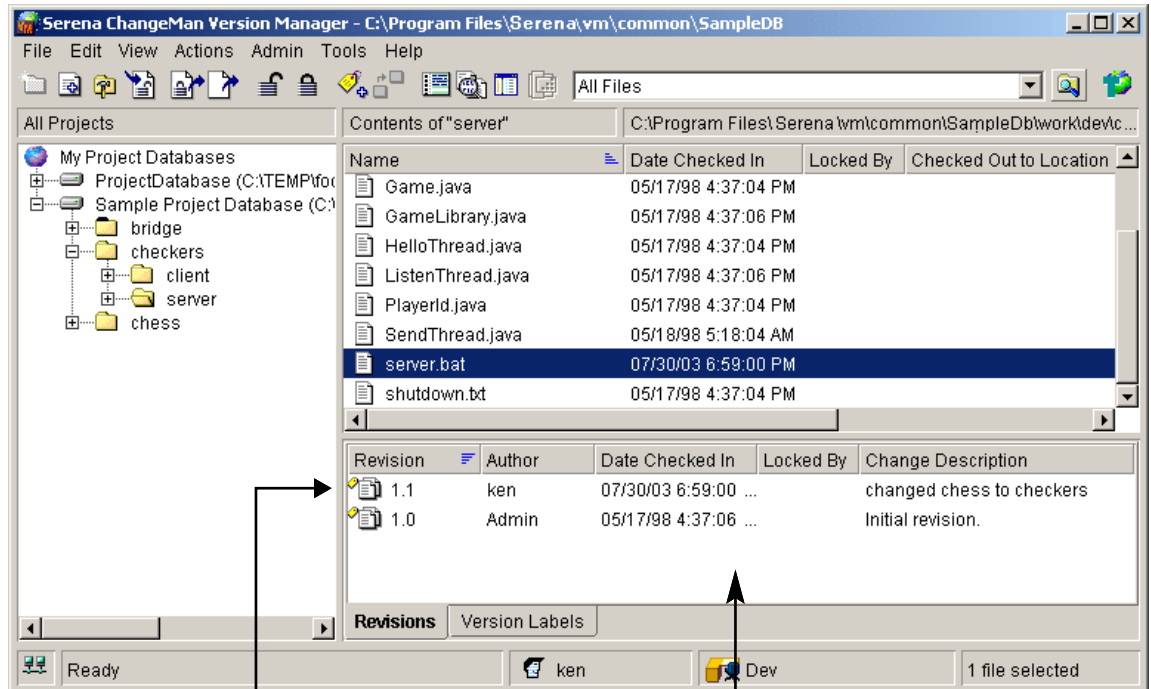 Serena ChangeMan Version Manager - C:\Program Files\Serena\vm\common\SampleDB
File Edit View Actions Admin Tools Help
All Files
All Projects
Contents of "server"
C:\Program Files\Serena\vm\common\SampleDb\work\dev\c...
My Project Databases
ProjectDatabase (C:\TEMP\foo
Sample Project Database (C:\
bridge
checkers
client
server
chess
Name Date Checked In Locked By Checked Out to Location
Game.java 05/17/98 4:37:04 PM
GameLibrary.java 05/17/98 4:37:06 PM
HelloThread.java 05/17/98 4:37:04 PM
ListenThread.java 05/17/98 4:37:06 PM
PlayerId.java 05/17/98 4:37:04 PM
SendThread.java 05/18/98 5:18:04 AM
server.bat 07/30/03 6:59:00 PM
shutdown.txt 05/17/98 4:37:04 PM
Revision Author Date Checked In Locked By Change Description
1.1 ken 07/30/03 6:59:00 ... changed chess to checkers
1.0 Admin 05/17/98 4:37:06 ... Initial revision.
Revisions Version Labels
Ready ken Dev 1 file selected